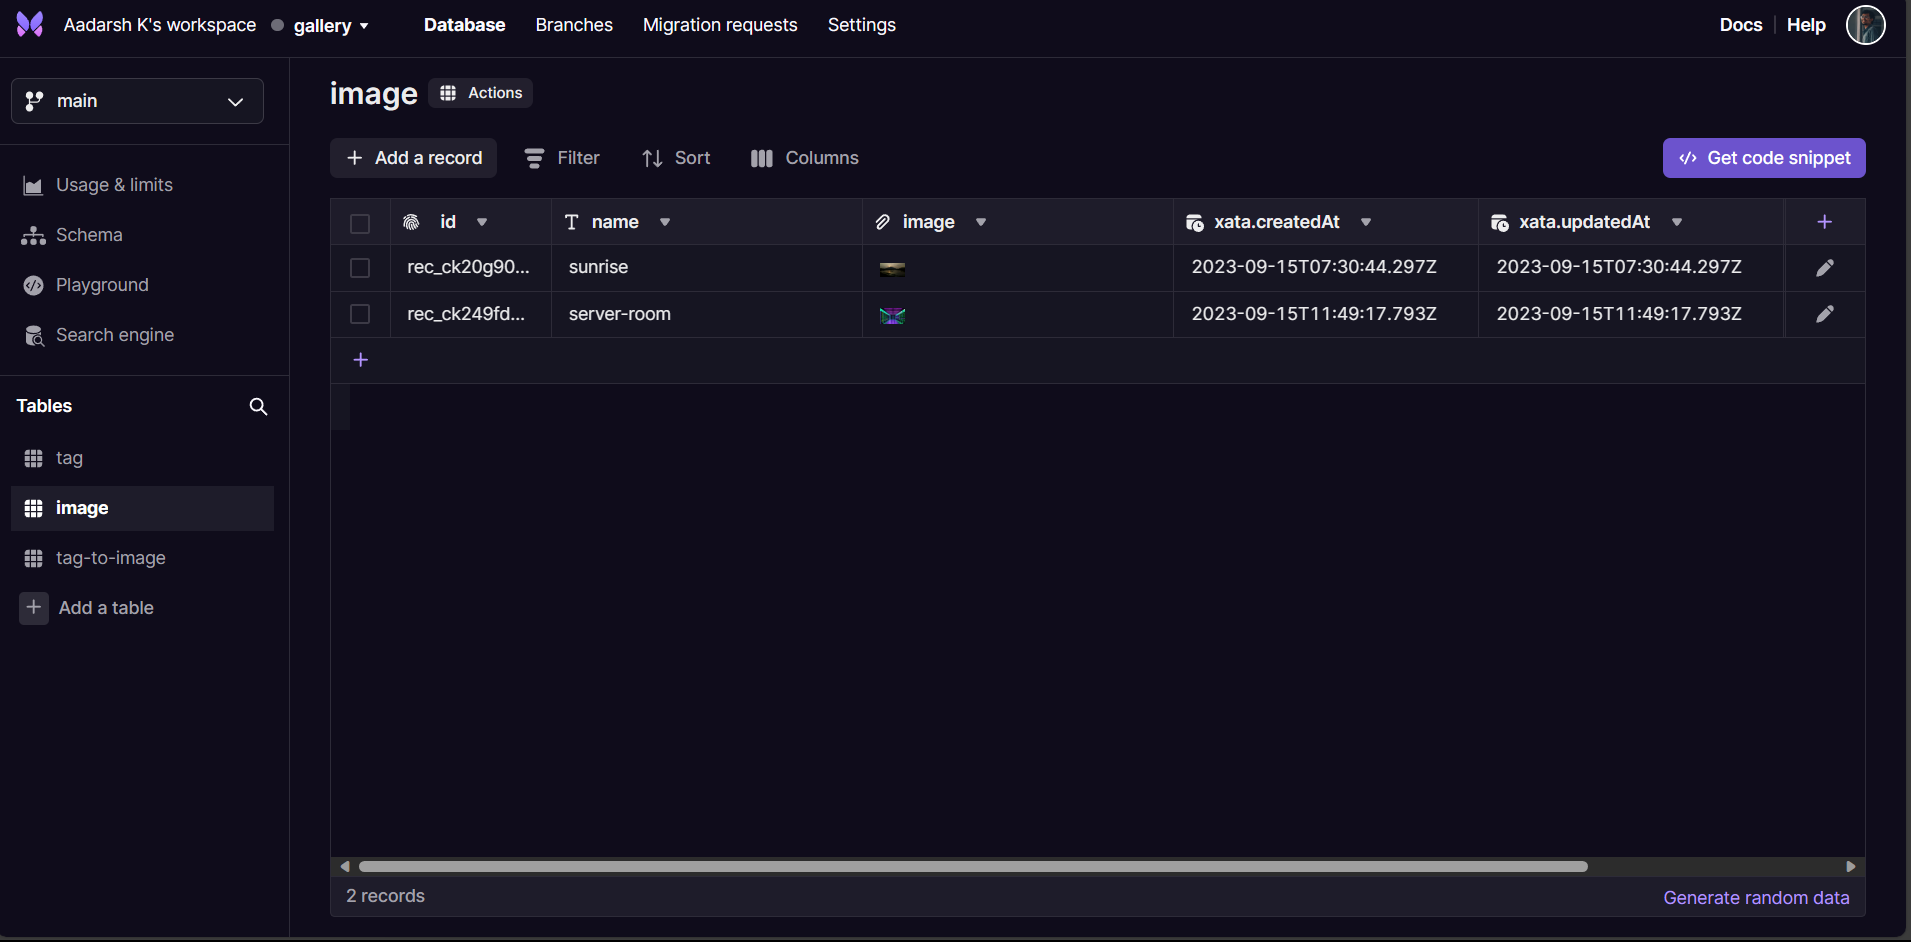 Aadarsh K's workspace gallery Database Branches Migration requests Settings Docs Help
main
Usage & limits
Schema
Playground
Search engine
Tables
tag
image
tag-to-image
Add a table
image Actions
Add a record Filter Sort Columns Get code snippet
id name image xata.createdAt xata.updatedAt
rec_ck20g90... sunrise 2023-09-15T07:30:44.297Z 2023-09-15T07:30:44.297Z
rec_ck249fd... server-room 2023-09-15T11:49:17.793Z 2023-09-15T11:49:17.793Z
2 records Generate random data